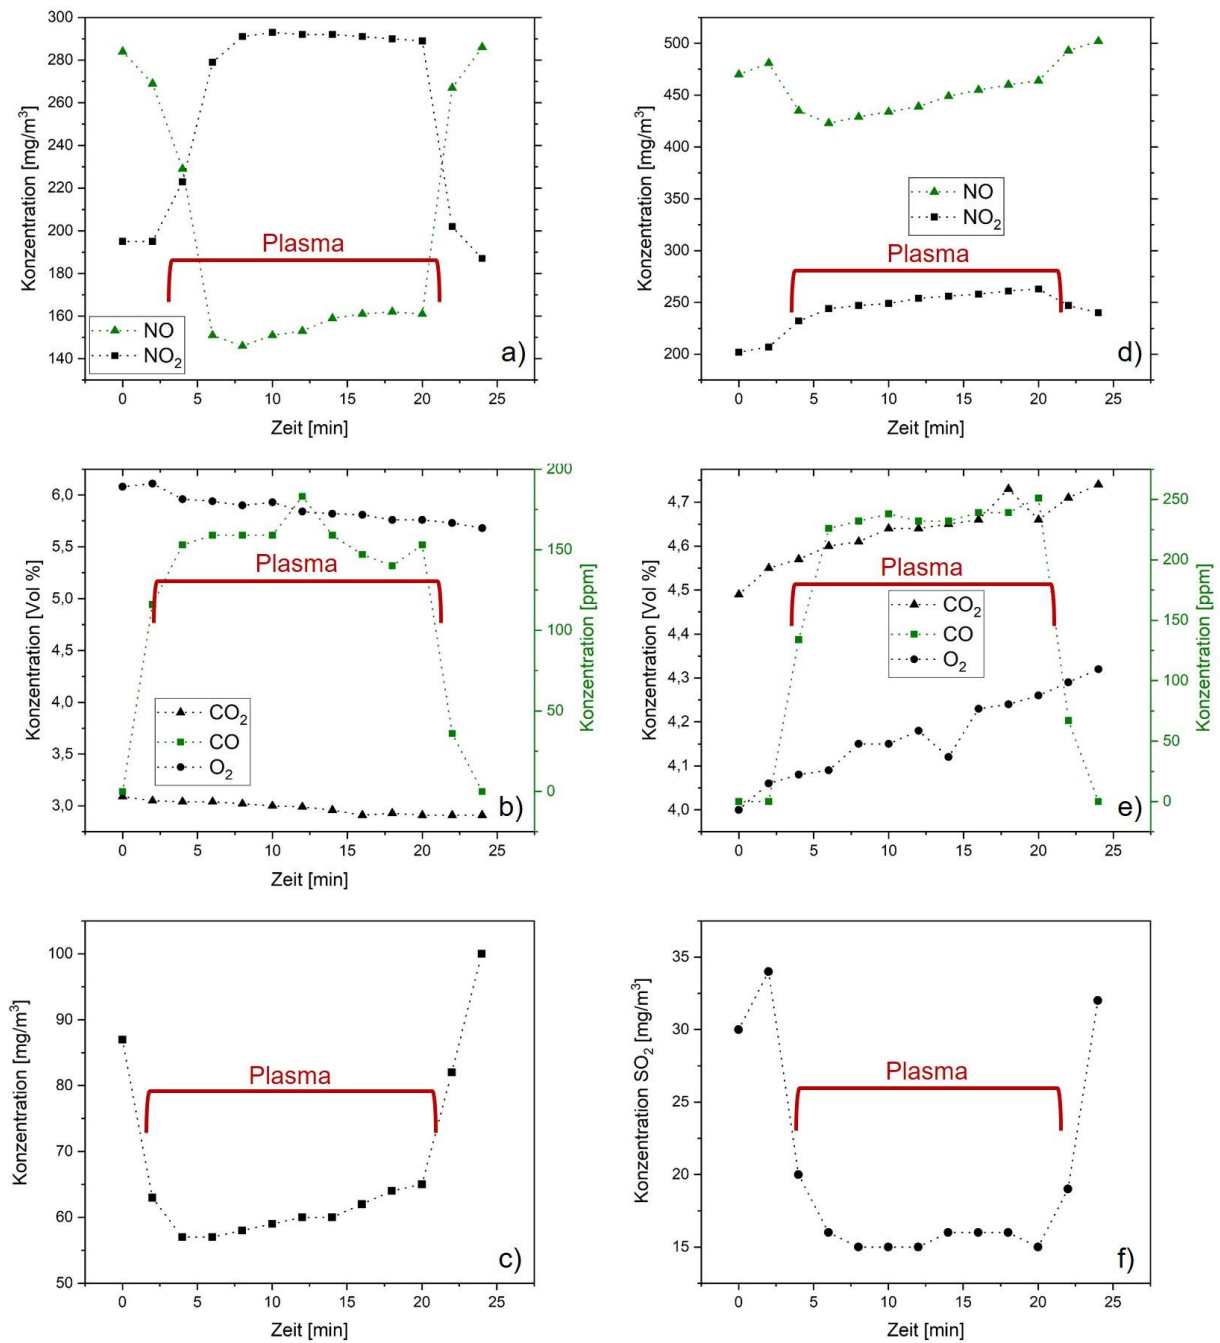 300
280
260
240
220
200
180
160
140
Konzentration [mg/m³]
Plasma
NO
NO₂
a)
0 5 10 15 20 25
Zeit [min]
500
450
400
350
300
250
200
Konzentration [mg/m³]
NO
NO₂
Plasma
d)
0 5 10 15 20 25
Zeit [min]
6,0
5,5
5,0
4,5
4,0
3,5
3,0
Konzentration [Vol %]
200
150
100
50
0
Konzentration [ppm]
Plasma
CO₂
CO
O₂
b)
0 5 10 15 20 25
Zeit [min]
4,7
4,6
4,5
4,4
4,3
4,2
4,1
4,0
Konzentration [Vol %]
250
200
150
100
50
0
Konzentration [ppm]
Plasma
CO₂
CO
O₂
e)
0 5 10 15 20 25
Zeit [min]
100
90
80
70
60
50
Konzentration [mg/m³]
Plasma
c)
0 5 10 15 20 25
Zeit [min]
35
30
25
20
15
Konzentration SO₂ [mg/m³]
Plasma
f)
0 5 10 15 20 25
Zeit [min]